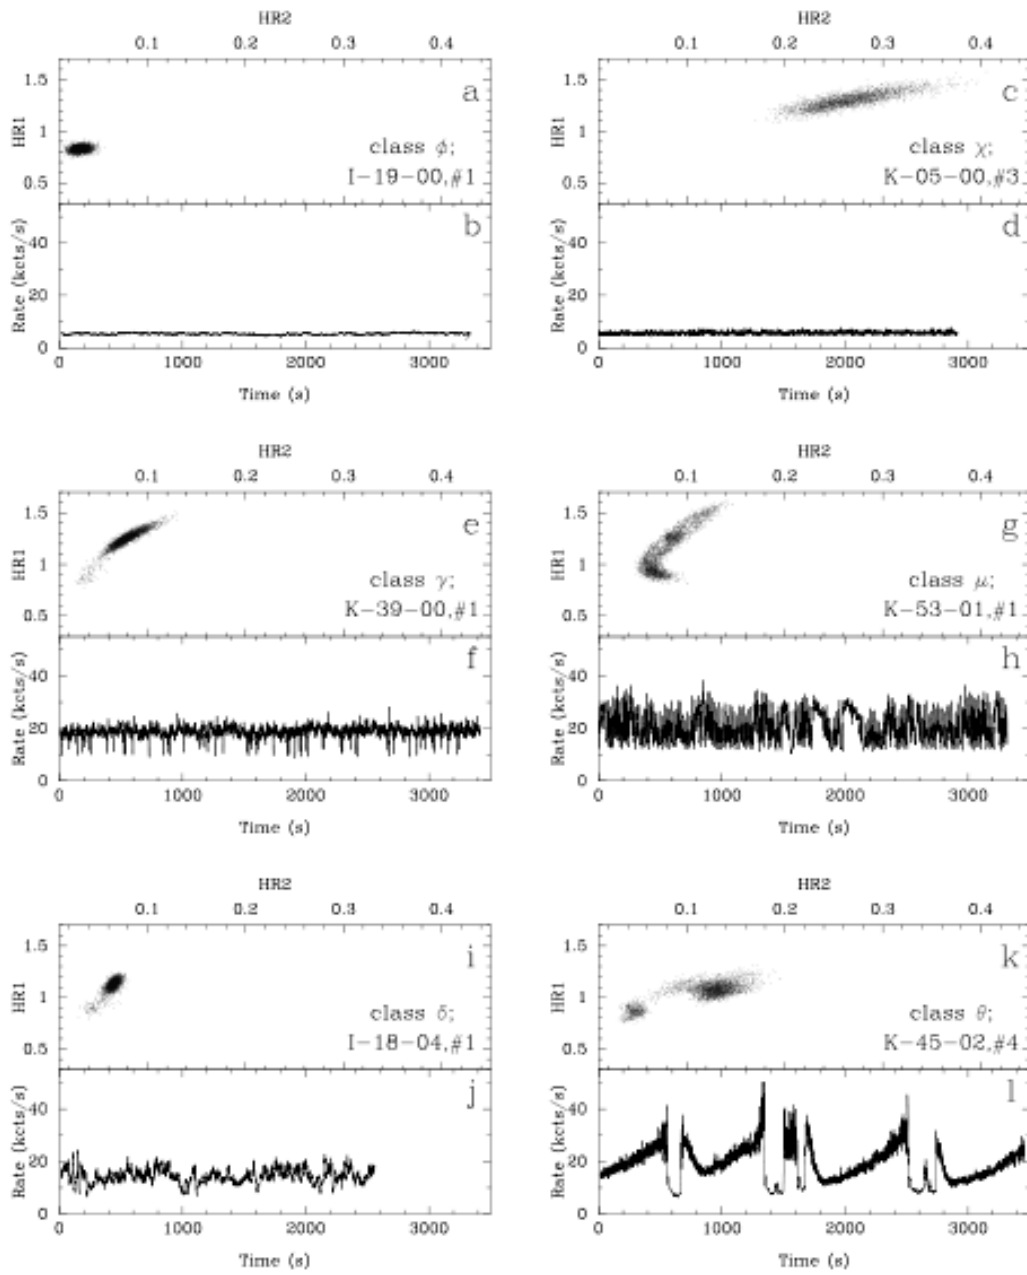 HR2 HR2
0.1 0.2 0.3 0.4 0.1 0.2 0.3 0.4
1.5 a 1.5 c
HR1 1 HR1 1
class φ; class χ;
0.5 I-19-00,#1 0.5 K-05-00,#3
Rate (kcts/s) 40 b Rate (kcts/s) 40 d
20 20
0 0
0 1000 2000 3000 0 1000 2000 3000
Time (s) Time (s)
HR2 HR2
0.1 0.2 0.3 0.4 0.1 0.2 0.3 0.4
1.5 e 1.5 g
HR1 1 HR1 1
class γ; class μ;
0.5 K-39-00,#1 0.5 K-53-01,#1
Rate (kcts/s) 40 f Rate (kcts/s) 40 h
20 20
0 0
0 1000 2000 3000 0 1000 2000 3000
Time (s) Time (s)
HR2 HR2
0.1 0.2 0.3 0.4 0.1 0.2 0.3 0.4
1.5 i 1.5 k
HR1 1 HR1 1
class δ; class θ;
0.5 I-18-04,#1 0.5 K-45-02,#4
Rate (kcts/s) 40 j Rate (kcts/s) 40 l
20 20
0 0
0 1000 2000 3000 0 1000 2000 3000
Time (s) Time (s)